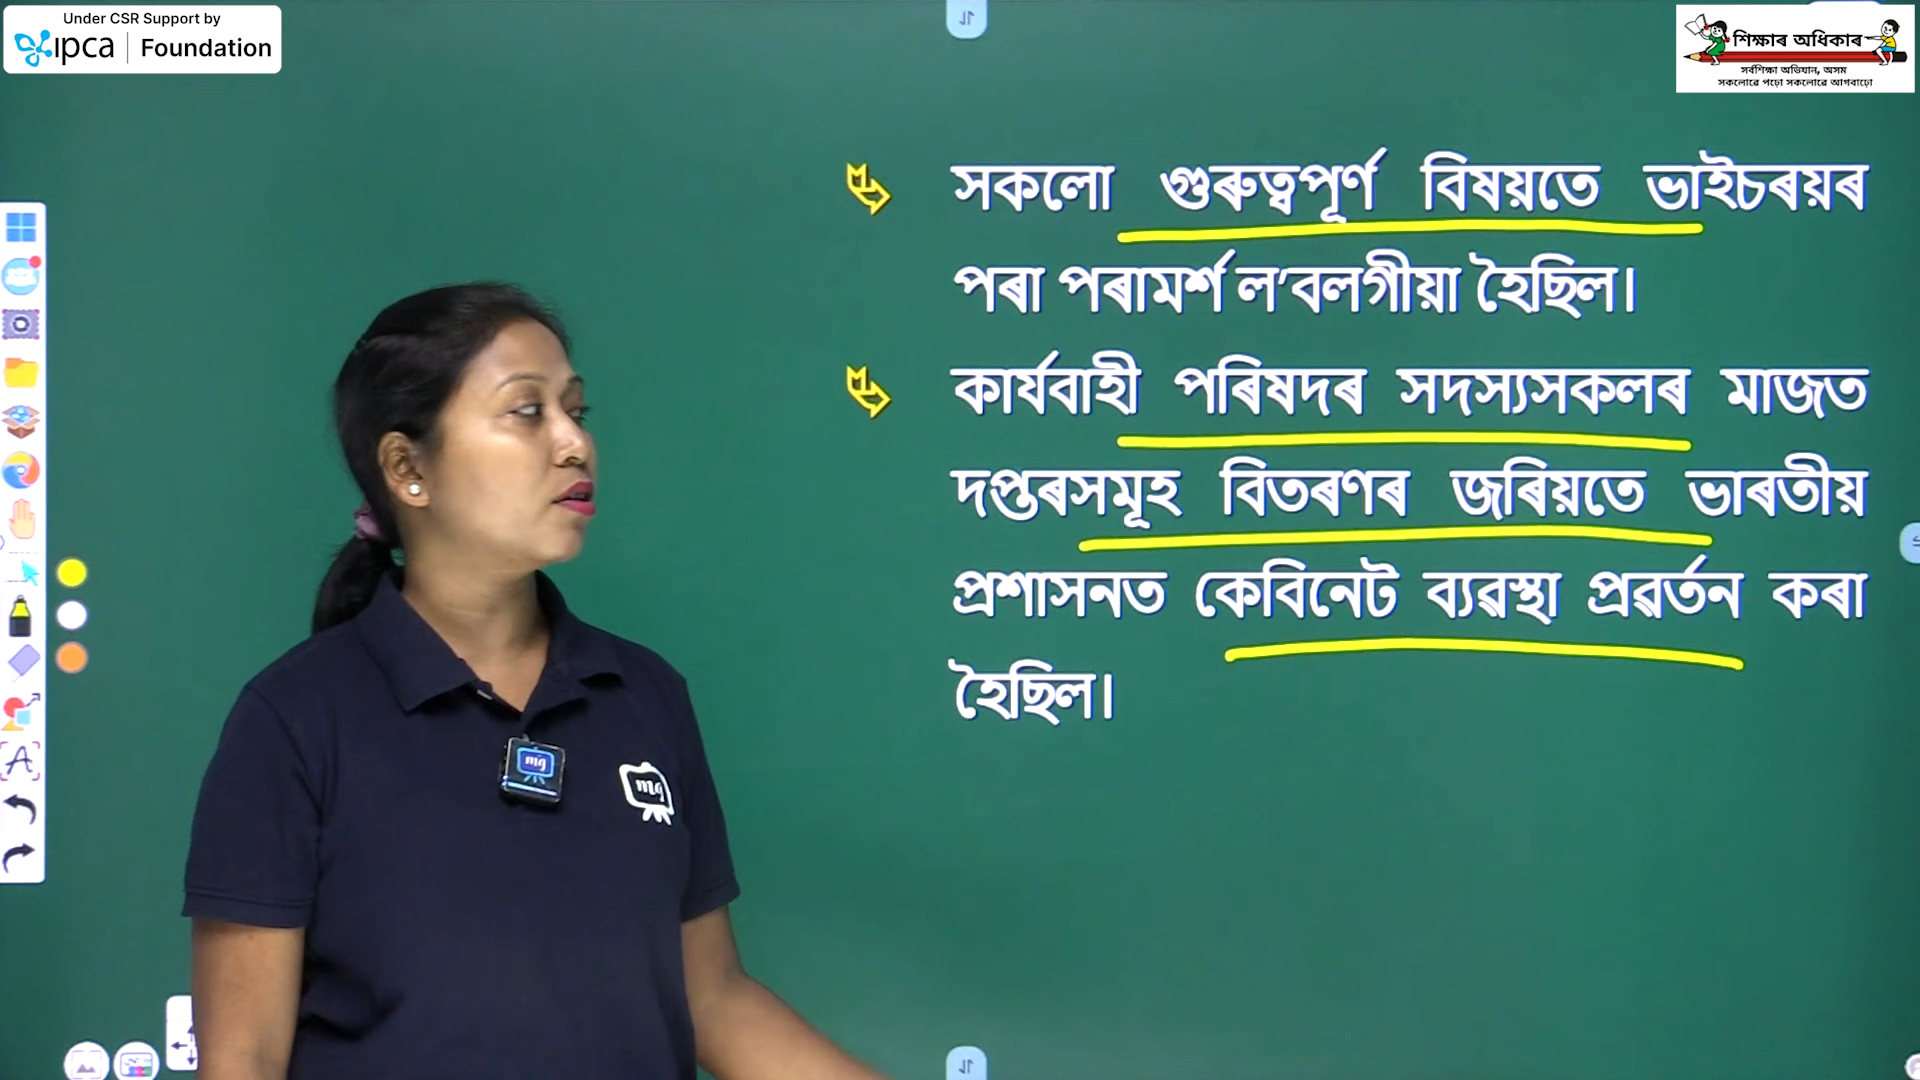 Under CSR Support by
ipca Foundation
শিক্ষাৰ অধিকাৰ
সৰ্বশিক্ষা অভিযান, অসম
সকলোৱে পঢ়ো সকলোৱে আগবাঢ়ো
সকলো গুৰুত্বপূৰ্ণ বিষয়তে ভাইচৰয়ৰ
পৰা পৰামৰ্শ ল’বলগীয়া হৈছিল।
কাৰ্যবাহী পৰিষদৰ সদস্যসকলৰ মাজত
দপ্তৰসমূহ বিতৰণৰ জৰিয়তে ভাৰতীয়
প্ৰশাসনত কেবিনেট ব্যৱস্থা প্ৰৱৰ্তন কৰা
হৈছিল।
mg
mg